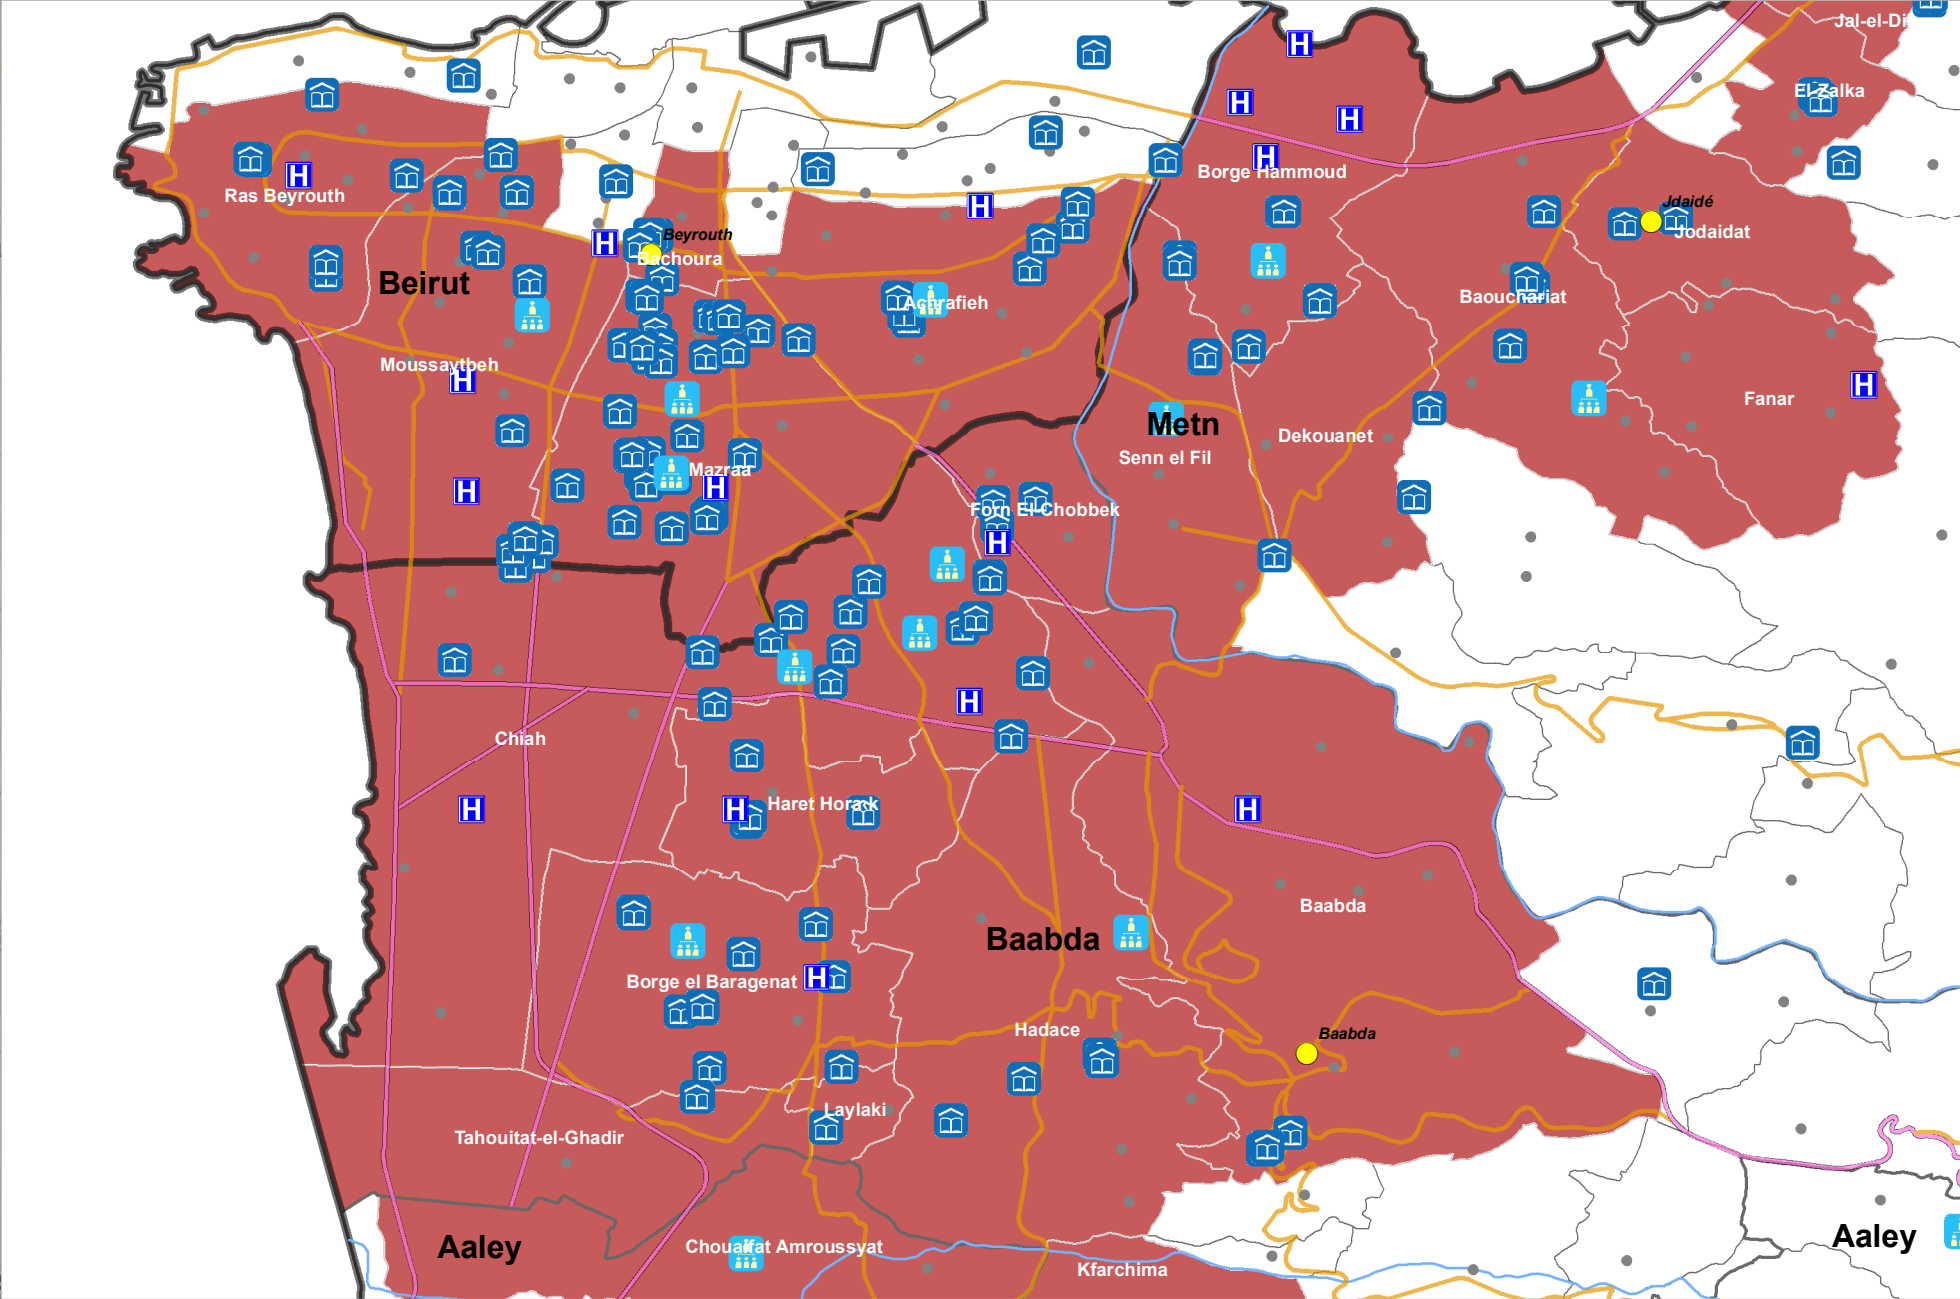 Jal-el-Di
El-Zalka
H
H
H
H
Borge Hammoud
H
Ras Beyrouth
H
Jdaidé
Jodaidat
H
Beyrouth
Bachoura
Beirut
Baouchariat
Achrafieh
Moussaytbeh
H
H
Fanar
Metn
Dekouanet
Senn el Fil
Mazraa
H
H
Forn El-Chobbek
H
H
Chiah
Haret Horaik
H
H
H
Baabda
Baabda
Borge el Baragenat
H
Hadace
Baabda
Laylaki
Tahouitat-el-Ghadir
Aaley
Chouaifat Amroussyat
Aaley
Kfarchima